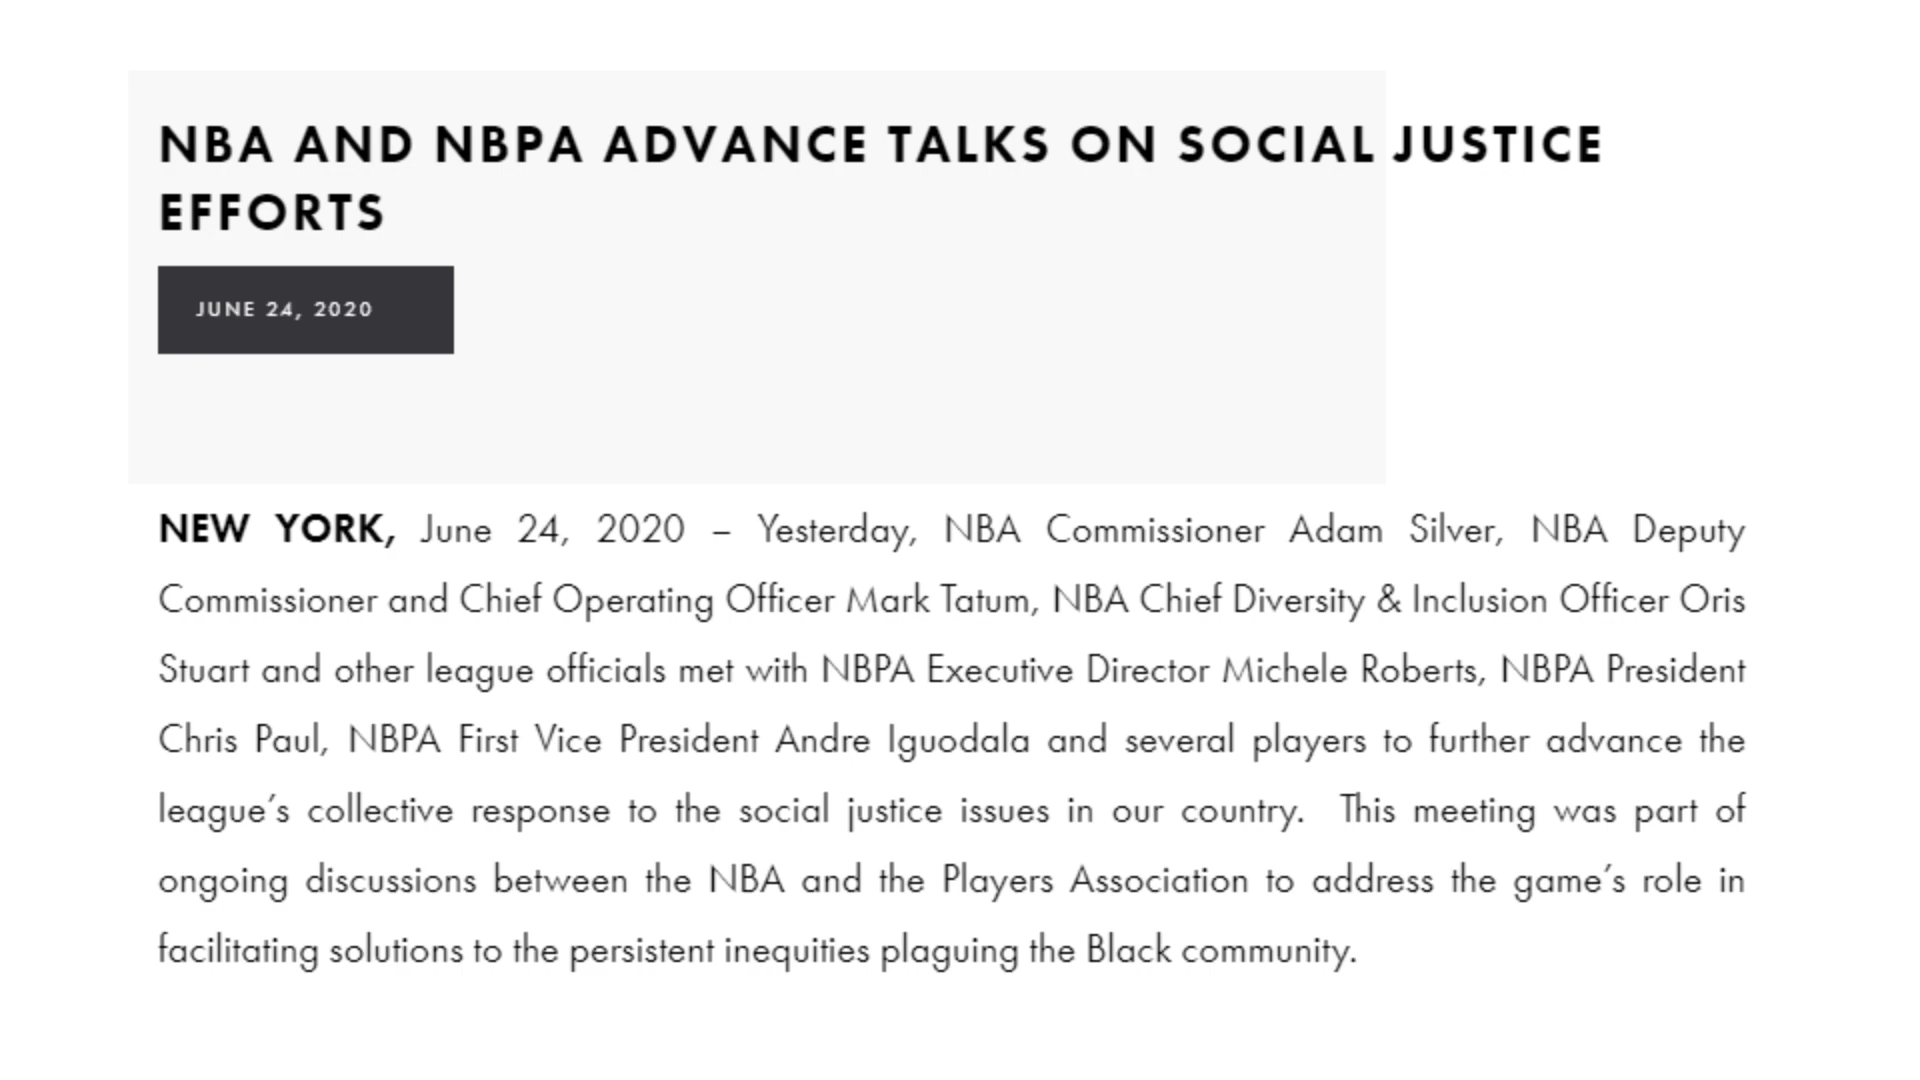 NBA AND NBPA ADVANCE TALKS ON SOCIAL JUSTICE
EFFORTS
JUNE 24, 2020
NEW YORK, June 24, 2020 – Yesterday, NBA Commissioner Adam Silver, NBA Deputy
Commissioner and Chief Operating Officer Mark Tatum, NBA Chief Diversity & Inclusion Officer Oris
Stuart and other league officials met with NBPA Executive Director Michele Roberts, NBPA President
Chris Paul, NBPA First Vice President Andre Iguodala and several players to further advance the
league’s collective response to the social justice issues in our country.  This meeting was part of
ongoing discussions between the NBA and the Players Association to address the game’s role in
facilitating solutions to the persistent inequities plaguing the Black community.